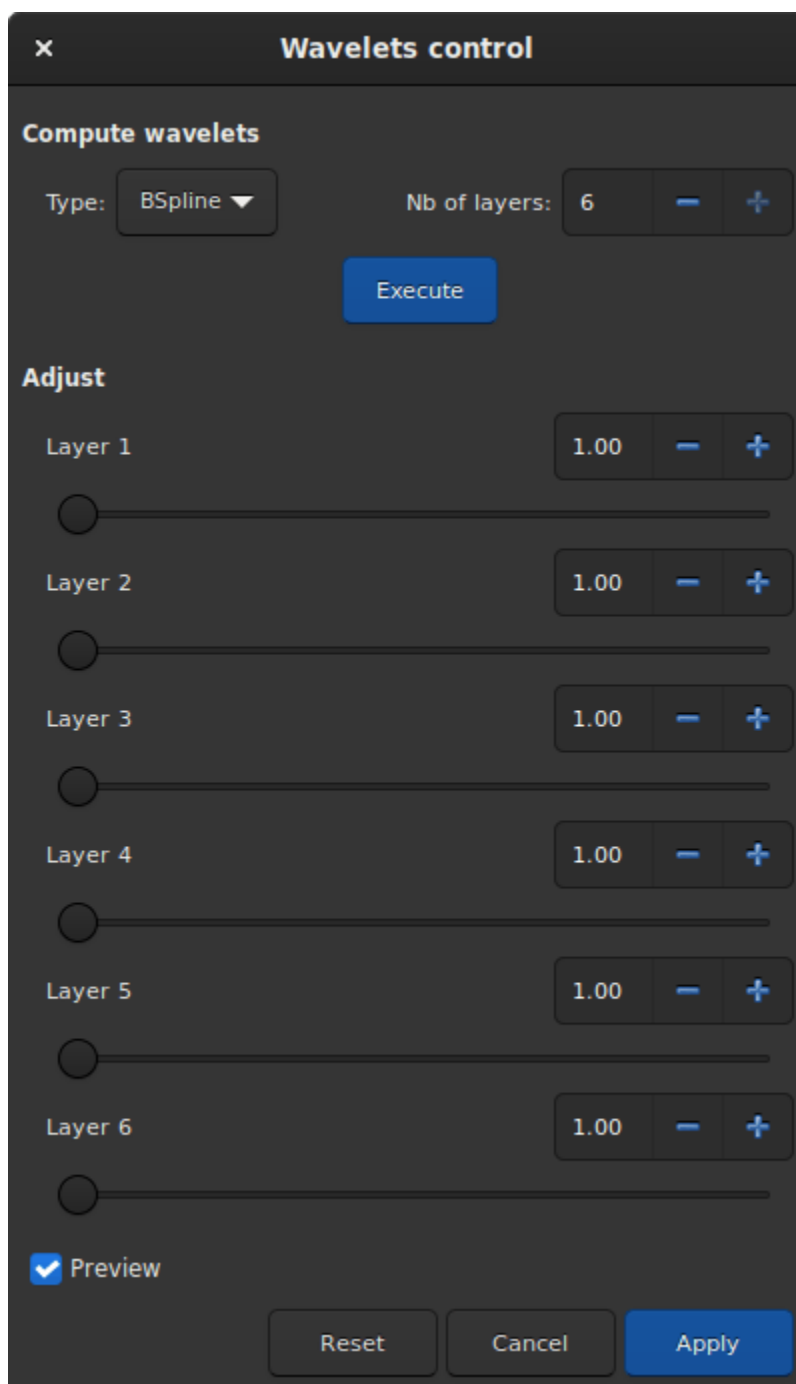 Wavelets control
Compute wavelets
Type: BSpline Nb of layers: 6
Execute
Adjust
Layer 1 1.00
Layer 2 1.00
Layer 3 1.00
Layer 4 1.00
Layer 5 1.00
Layer 6 1.00
Preview
Reset Cancel Apply